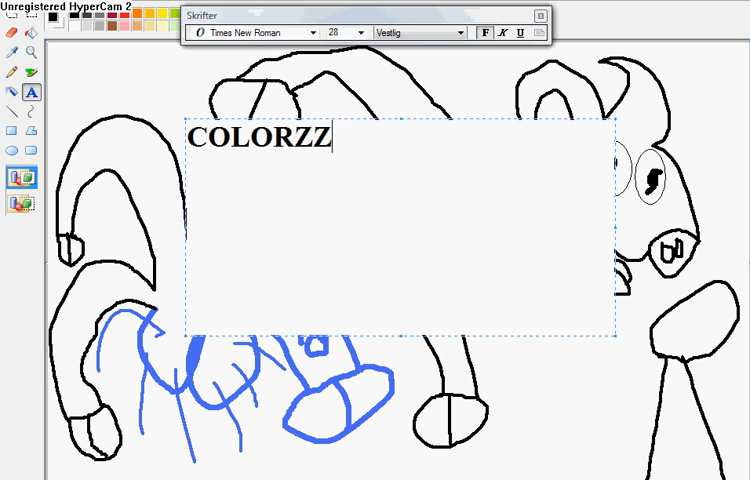 Unregistered HyperCam 2
Skrifter
O Times New Roman 28 Vestlig F K U
A
COLORZZ